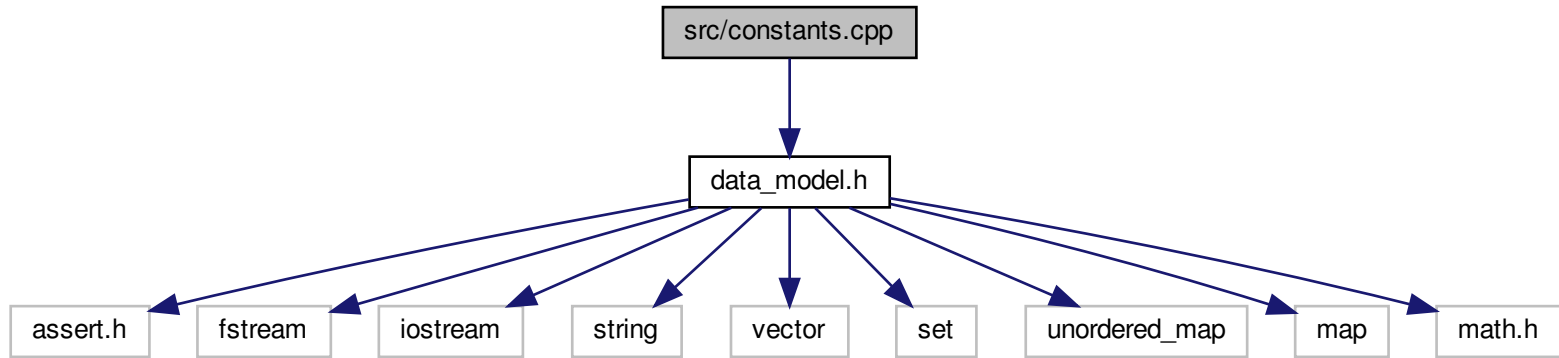 src/constants.cpp
data_model.h
assert.h
fstream
iostream
string
vector
set
unordered_map
map
math.h